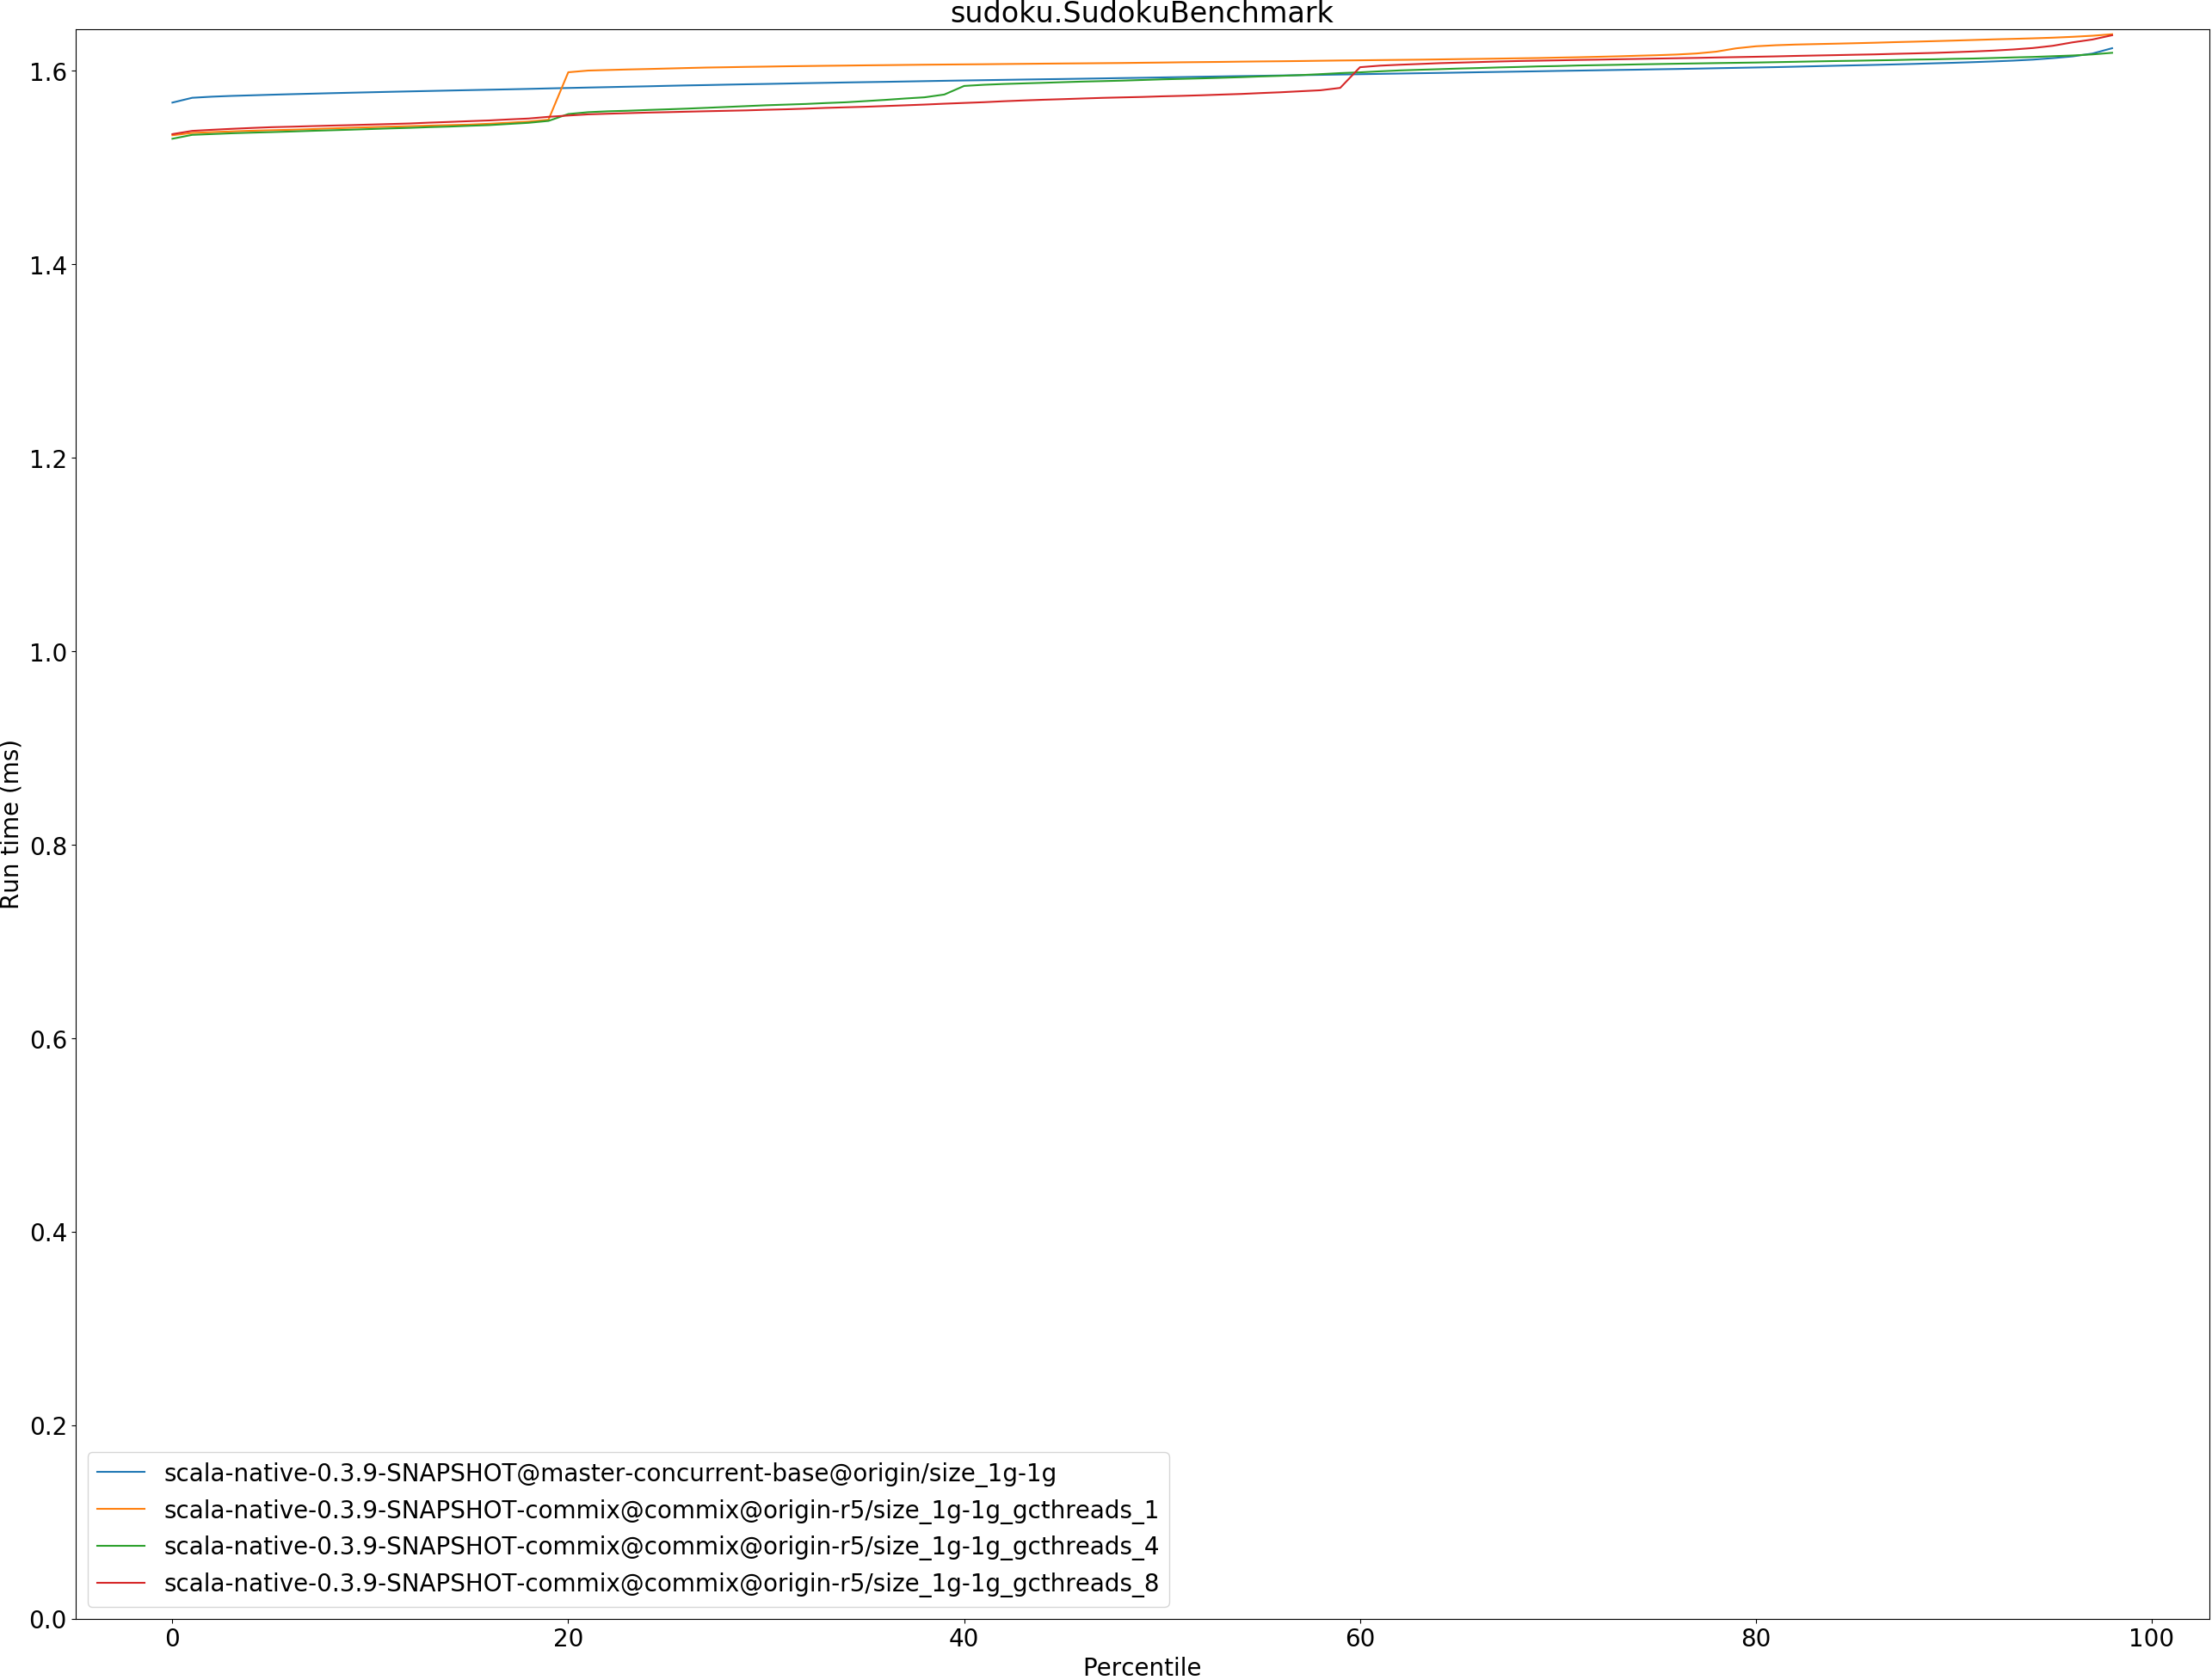 sudoku.SudokuBenchmark
Run time (ms)
1.6
1.4
1.2
1.0
0.8
0.6
0.4
0.2
0.0
scala-native-0.3.9-SNAPSHOT@master-concurrent-base@origin/size_1g-1g
scala-native-0.3.9-SNAPSHOT-commix@commix@origin-r5/size_1g-1g_gcthreads_1
scala-native-0.3.9-SNAPSHOT-commix@commix@origin-r5/size_1g-1g_gcthreads_4
scala-native-0.3.9-SNAPSHOT-commix@commix@origin-r5/size_1g-1g_gcthreads_8
0 20 40 60 80 100
Percentile